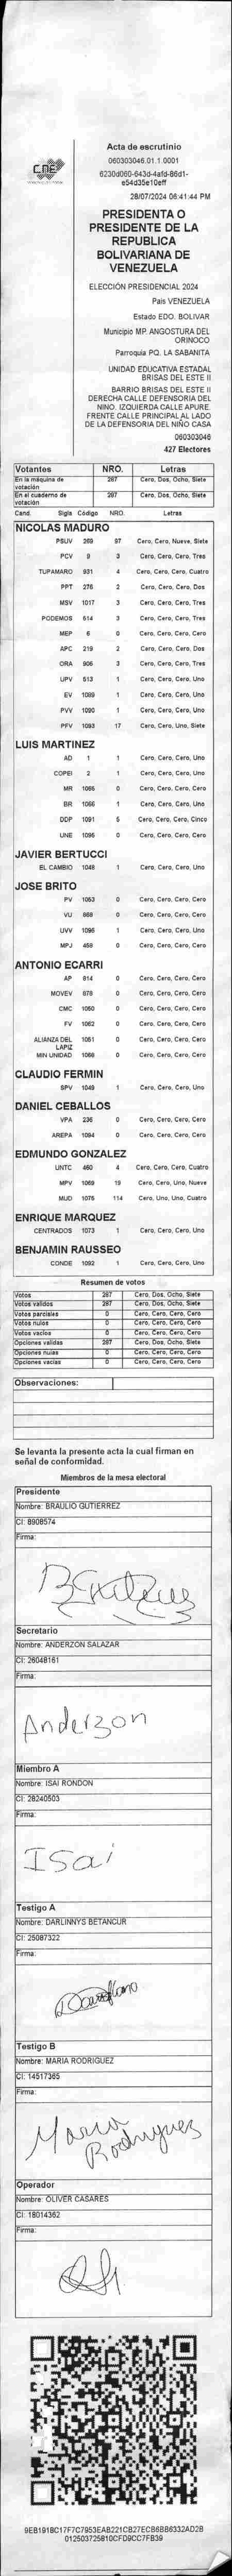 CNE
Acta de escrutinio
060303046.01.1.0001
6230d060-643d-4afd-86d1-
e54d35e10eff
28/07/2024 06:41:44 PM
PRESIDENTA O
PRESIDENTE DE LA
REPUBLICA
BOLIVARIANA DE
VENEZUELA
ELECCIÓN PRESIDENCIAL 2024
Pais VENEZUELA
Estado EDO. BOLIVAR
Municipio MP. ANGOSTURA DEL
ORINOCO
Parroquia PQ. LA SABANITA
UNIDAD EDUCATIVA ESTADAL
BRISAS DEL ESTE II
BARRIO BRISAS DEL ESTE II
DERECHA CALLE DEFENSORIA DEL
NINO. IZQUIERDA CALLE APURE.
FRENTE CALLE PRINCIPAL AL LADO
DE LA DEFENSORIA DEL NIÑO CASA
060303046
427 Electores
Votantes NRO. Letras
En la máquina de votación 287 Cero, Dos, Ocho, Siete
En el cuaderno de votación 287 Cero, Dos, Ocho, Siete
Cand. Sigla Código NRO. Letras
NICOLAS MADURO
PSUV 269 97 Cero, Cero, Nueve, Siete
PCV 9 3 Cero, Cero, Cero, Tres
TUPAMARO 931 4 Cero, Cero, Cero, Cuatro
PPT 276 2 Cero, Cero, Cero, Dos
MSV 1017 3 Cero, Cero, Cero, Tres
PODEMOS 514 3 Cero, Cero, Cero, Tres
MEP 6 0 Cero, Cero, Cero, Cero
APC 219 2 Cero, Cero, Cero, Dos
ORA 906 3 Cero, Cero, Cero, Tres
UPV 513 1 Cero, Cero, Cero, Uno
EV 1089 1 Cero, Cero, Cero, Uno
PVV 1090 1 Cero, Cero, Cero, Uno
PFV 1093 17 Cero, Cero, Uno, Siete
LUIS MARTINEZ
AD 1 1 Cero, Cero, Cero, Uno
COPEI 2 1 Cero, Cero, Cero, Uno
MR 1065 0 Cero, Cero, Cero, Cero
BR 1066 1 Cero, Cero, Cero, Uno
DDP 1091 5 Cero, Cero, Cero, Cinco
UNE 1095 0 Cero, Cero, Cero, Cero
JAVIER BERTUCCI
EL CAMBIO 1048 1 Cero, Cero, Cero, Uno
JOSE BRITO
PV 1053 0 Cero, Cero, Cero, Cero
VU 868 0 Cero, Cero, Cero, Cero
UVV 1096 1 Cero, Cero, Cero, Uno
MPJ 458 0 Cero, Cero, Cero, Cero
ANTONIO ECARRI
AP 814 0 Cero, Cero, Cero, Cero
MOVEV 878 0 Cero, Cero, Cero, Cero
CMC 1050 0 Cero, Cero, Cero, Cero
FV 1052 0 Cero, Cero, Cero, Cero
ALIANZA DEL 1051 0 Cero, Cero, Cero, Cero
LAPIZ
MIN UNIDAD 1086 0 Cero, Cero, Cero, Cero
CLAUDIO FERMIN
SPV 1049 1 Cero, Cero, Cero, Uno
DANIEL CEBALLOS
VPA 236 0 Cero, Cero, Cero, Cero
AREPA 1094 0 Cero, Cero, Cero, Cero
EDMUNDO GONZALEZ
UNTC 460 4 Cero, Cero, Cero, Cuatro
MPV 1069 19 Cero, Cero, Uno, Nueve
MUD 1075 114 Cero, Uno, Uno, Cuatro
ENRIQUE MARQUEZ
CENTRADOS 1073 1 Cero, Cero, Cero, Uno
BENJAMIN RAUSSEO
CONDE 1092 1 Cero, Cero, Cero, Uno
Resumen de votos
Votos 287 Cero, Dos, Ocho, Siete
Votos validos 287 Cero, Dos, Ocho, Siete
Votos parciales 0 Cero, Cero, Cero, Cero
Votos nulos 0 Cero, Cero, Cero, Cero
Votos vacios 0 Cero, Cero, Cero, Cero
Opciones validas 287 Cero, Dos, Ocho, Siete
Opciones nulas 0 Cero, Cero, Cero, Cero
Opciones vacias 0 Cero, Cero, Cero, Cero
Observaciones:
Se levanta la presente acta la cual firman en
señal de conformidad.
Miembros de la mesa electoral
Presidente
Nombre: BRAULIO GUTIERREZ
CI: 8908574
Firma:
Secretario
Nombre: ANDERZON SALAZAR
CI: 26048161
Firma:
Anderzon
Miembro A
Nombre: ISAI RONDON
CI: 28240503
Firma:
Isai
Testigo A
Nombre: DARLINNYS BETANCUR
CI: 25087322
Firma:
Testigo B
Nombre: MARIA RODRIGUEZ
CI: 14517365
Firma:
Maria
Rodriguez
Operador
Nombre: OLIVER CASARES
CI: 18014362
Firma:
9EB191BC17F7C7953EAB221CB27ECB6BB6332AD2B
012503725810CFD9CC7FB39